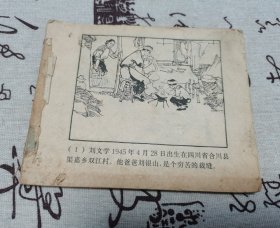 （1）刘文学1945年4月28日出生在四川省合川县
渠嘉乡双江村。他爸爸刘银山，是个穷苦的裁缝。